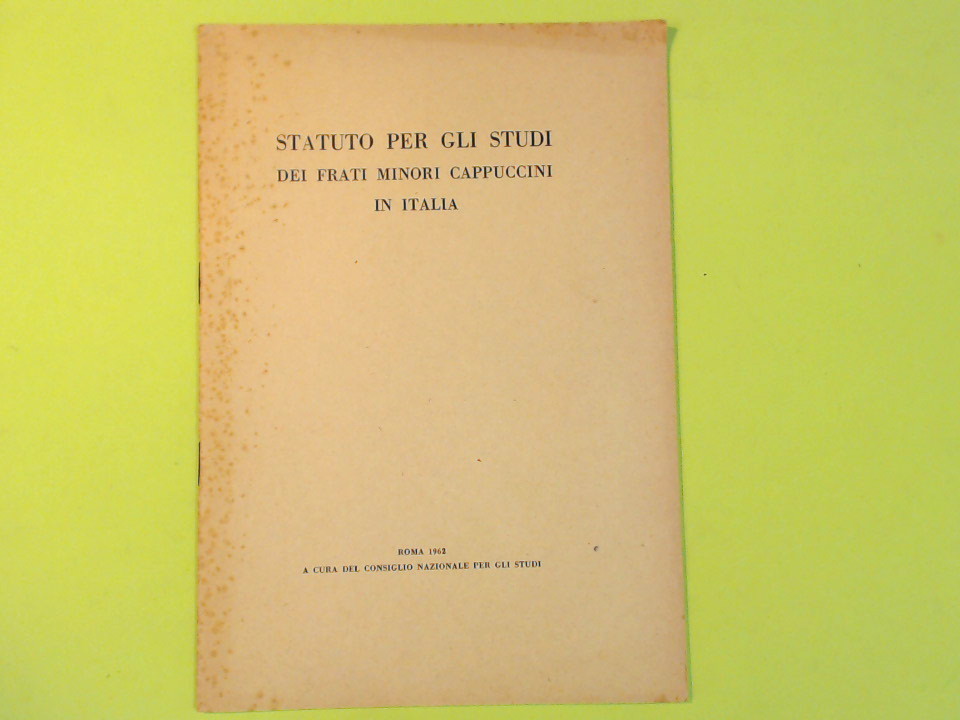 STATUTO PER GLI STUDI
DEI FRATI MINORI CAPPUCCINI
IN ITALIA
ROMA 1962
A CURA DEL CONSIGLIO NAZIONALE PER GLI STUDI